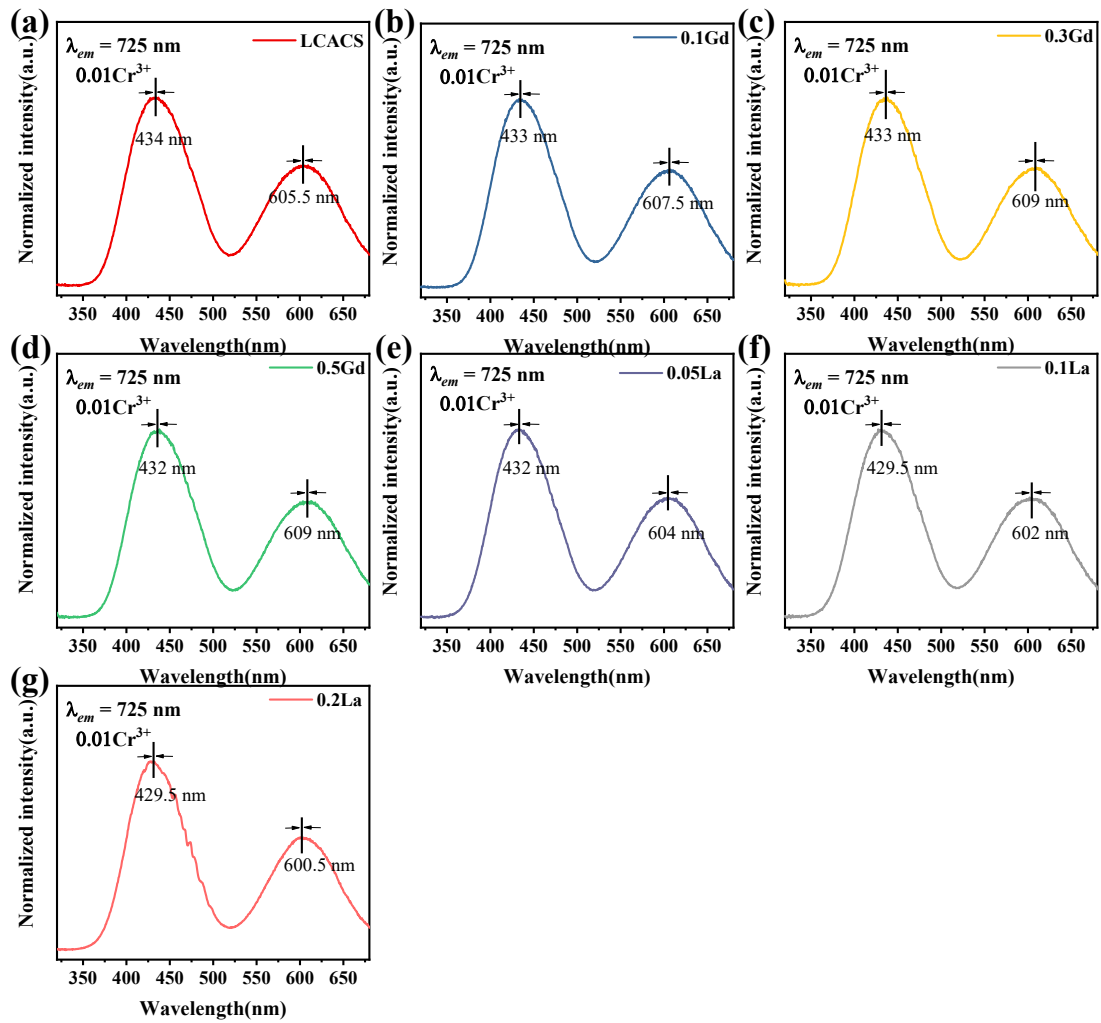 (a)
LCACS
λem = 725 nm
0.01Cr³⁺
434 nm
605.5 nm
Normalized intensity(a.u.)
350 400 450 500 550 600 650
Wavelength(nm)
(b)
0.1Gd
λem = 725 nm
0.01Cr³⁺
433 nm
607.5 nm
Normalized intensity(a.u.)
350 400 450 500 550 600 650
Wavelength(nm)
(c)
0.3Gd
λem = 725 nm
0.01Cr³⁺
433 nm
609 nm
Normalized intensity(a.u.)
350 400 450 500 550 600 650
Wavelength(nm)
(d)
0.5Gd
λem = 725 nm
0.01Cr³⁺
432 nm
609 nm
Normalized intensity(a.u.)
350 400 450 500 550 600 650
Wavelength(nm)
(e)
0.05La
λem = 725 nm
0.01Cr³⁺
432 nm
604 nm
Normalized intensity(a.u.)
350 400 450 500 550 600 650
Wavelength(nm)
(f)
0.1La
λem = 725 nm
0.01Cr³⁺
429.5 nm
602 nm
Normalized intensity(a.u.)
350 400 450 500 550 600 650
Wavelength(nm)
(g)
0.2La
λem = 725 nm
0.01Cr³⁺
429.5 nm
600.5 nm
Normalized intensity(a.u.)
350 400 450 500 550 600 650
Wavelength(nm)